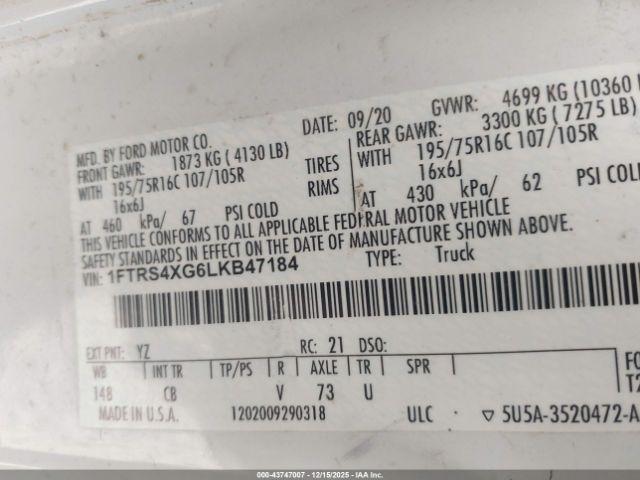 MFD. BY FORD MOTOR CO. DATE: 09/20 GVWR: 4699 KG (10360
FRONT GAWR: 1873 KG ( 4130 LB) REAR GAWR: 3300 KG ( 7275 LB)
WITH 195/75R16C 107/105R TIRES WITH 195/75R16C 107/105R
16x6J RIMS 16x6J
AT 460 kPa/ 67 PSI COLD AT 430 kPa/ 62 PSI COLD
THIS VEHICLE CONFORMS TO ALL APPLICABLE FEDERAL MOTOR VEHICLE
SAFETY STANDARDS IN EFFECT ON THE DATE OF MANUFACTURE SHOWN ABOVE.
VIN: 1FTRS4XG6LKB47184 TYPE: Truck
EXT PNT: YZ RC: 21 DSO:
WB INT TR TP/PS R AXLE TR SPR
148 CB V 73 U
MADE IN U.S.A. 1202009290318 ULC ▽ 5U5A-3520472-A
000-43747007 12/15/2025 - IAAI.COM